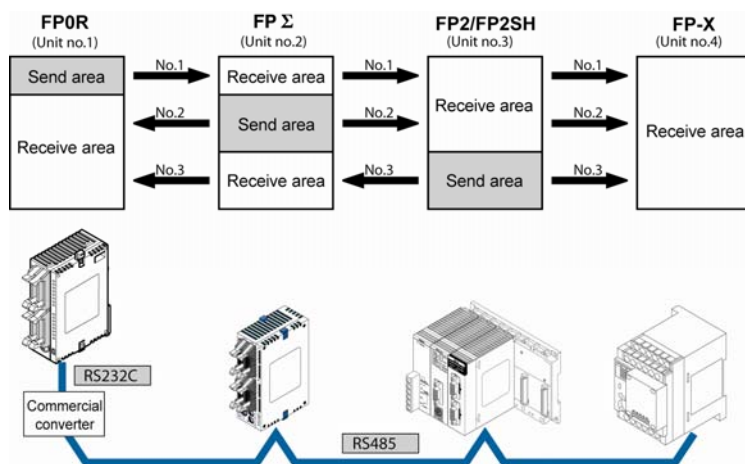 FP0R
(Unit no.1)
FP Σ
(Unit no.2)
FP2/FP2SH
(Unit no.3)
FP-X
(Unit no.4)
Send area
No.1
Receive area
No.1
Receive area
No.1
Receive area
Receive area
No.2
Send area
No.2
No.2
No.3
Receive area
No.3
Send area
No.3
RS232C
Commercial
converter
RS485